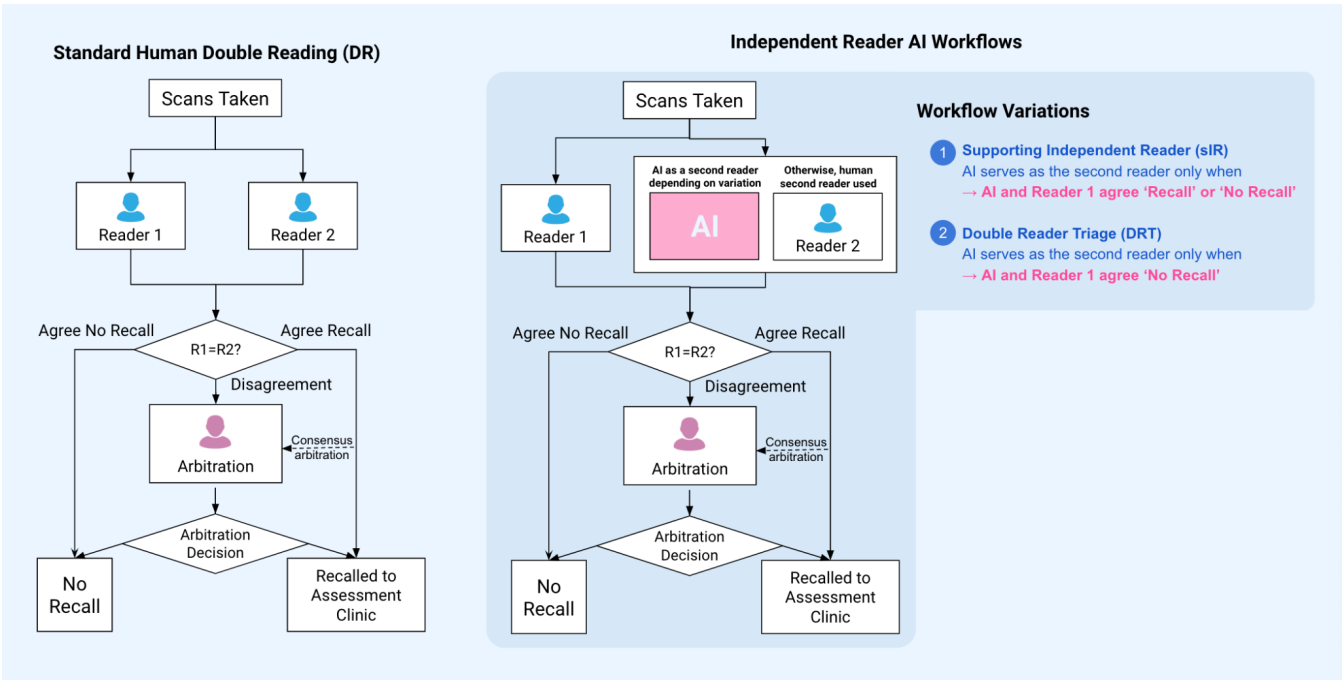 Standard Human Double Reading (DR)
Scans Taken
Reader 1
Reader 2
Agree No Recall
Agree Recall
R1=R2?
Disagreement
Consensus
arbitration
Arbitration
Arbitration
Decision
No
Recall
Recalled to
Assessment
Clinic
Independent Reader AI Workflows
Scans Taken
Reader 1
AI as a second reader
depending on variation
AI
Otherwise, human
second reader used
Reader 2
Agree No Recall
Agree Recall
R1=R2?
Disagreement
Consensus
arbitration
Arbitration
Arbitration
Decision
No
Recall
Recalled to
Assessment
Clinic
Workflow Variations
1 Supporting Independent Reader (sIR)
AI serves as the second reader only when
→ AI and Reader 1 agree ‘Recall’ or ‘No Recall’
2 Double Reader Triage (DRT)
AI serves as the second reader only when
→ AI and Reader 1 agree ‘No Recall’